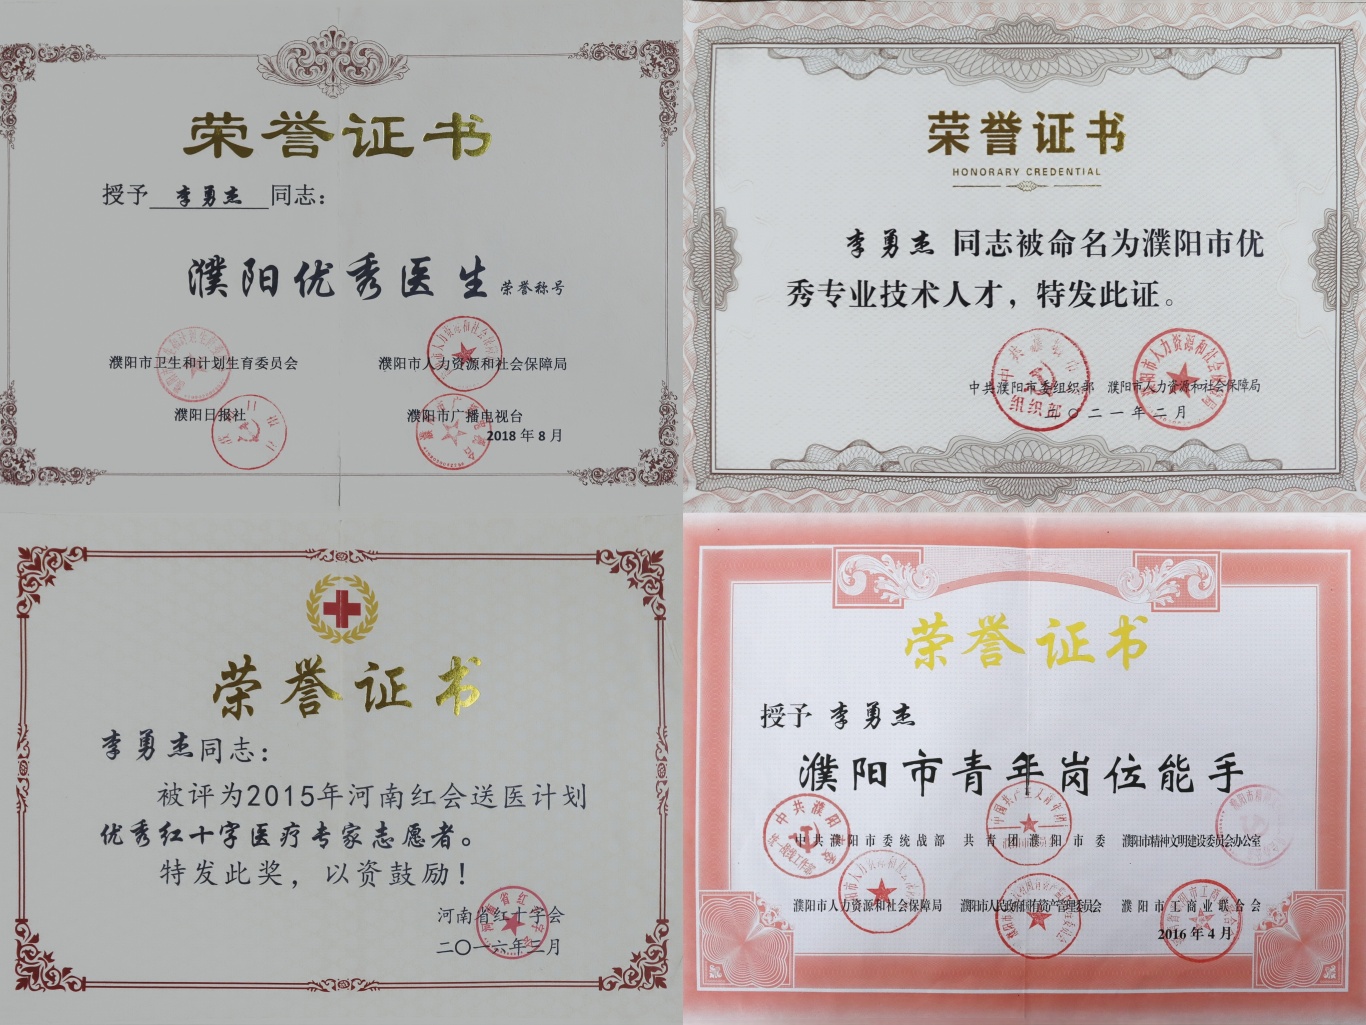 荣誉证书
授予 李勇杰 同志：
濮阳优秀医生 荣誉称号
濮阳市卫生和计划生育委员会 濮阳市人力资源和社会保障局
濮阳日报社 濮阳市广播电视台
2018 年 8 月
荣誉证书
HONORARY CREDENTIAL
李勇杰 同志被命名为濮阳市优
秀专业技术人才，特发此证。
中共濮阳市委组织部 濮阳市人力资源和社会保障局
二〇二一年二月
荣誉证书
李勇杰同志：
被评为2015年河南红会送医计划
优秀红十字医疗专家志愿者。
特发此奖，以资鼓励！
河南省红十字会
二〇一六年三月
荣誉证书
授予 李勇杰
濮阳市青年岗位能手
中共濮阳市委统战部 共青团濮阳市委 濮阳市精神文明建设委员会办公室
濮阳市人力资源和社会保障局 濮阳市人民政府国有资产管理委员会 濮阳市工商业联合会
2016 年 4 月